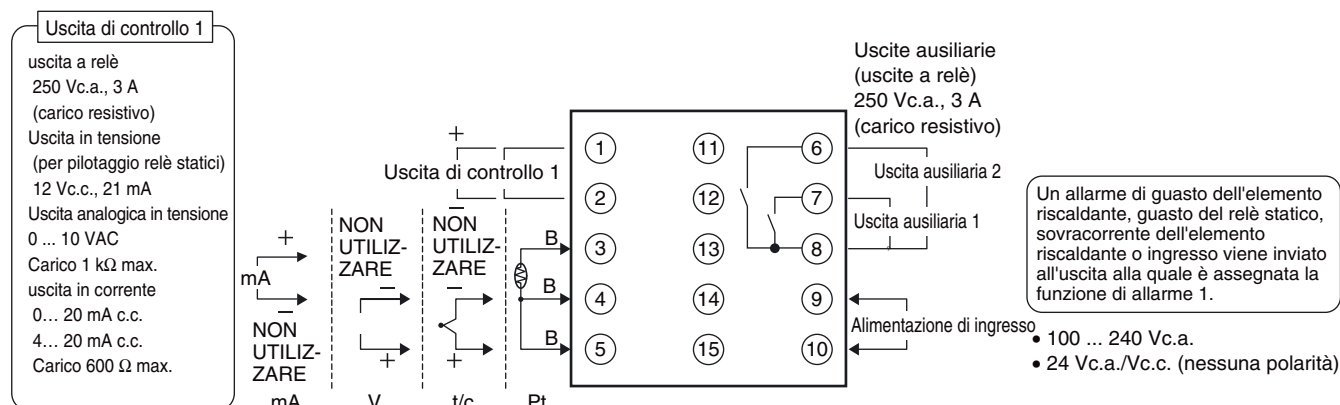 Uscita di controllo 1
uscita a relè
250 Vc.a., 3 A
(carico resistivo)
Uscita in tensione
(per pilotaggio relè statici)
12 Vc.c., 21 mA
Uscita analogica in tensione
0 ... 10 VAC
Carico 1 kΩ max.
uscita in corrente
0... 20 mA c.c.
4... 20 mA c.c.
Carico 600 Ω max.
+
Uscita di controllo 1
−
+
mA
−
NON
UTILIZ-
ZARE
mA
NON
UTILIZ-
ZARE
−
+
V
NON
UTILIZ-
ZARE
−
+
t/c
B
B
B
Pt
1
2
3
4
5
11
12
13
14
15
6
7
8
9
10
Uscite ausiliarie
(uscite a relè)
250 Vc.a., 3 A
(carico resistivo)
Uscita ausiliaria 2
Uscita ausiliaria 1
Alimentazione di ingresso
Un allarme di guasto dell'elemento
riscaldante, guasto del relè statico,
sovracorrente dell'elemento
riscaldante o ingresso viene inviato
all'uscita alla quale è assegnata la
funzione di allarme 1.
• 100 ... 240 Vc.a.
• 24 Vc.a./Vc.c. (nessuna polarità)